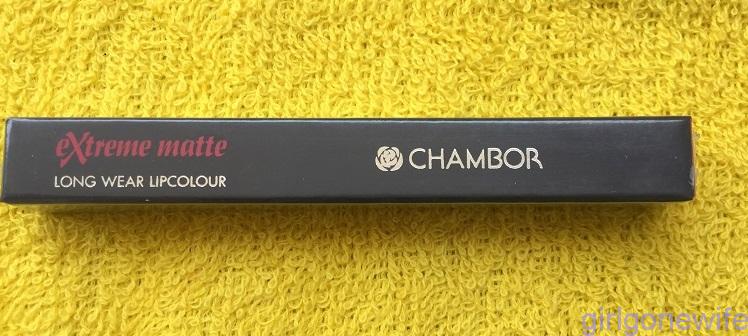 eXtreme matte
LONG WEAR LIPCOLOUR
CHAMBOR
girlgonewife